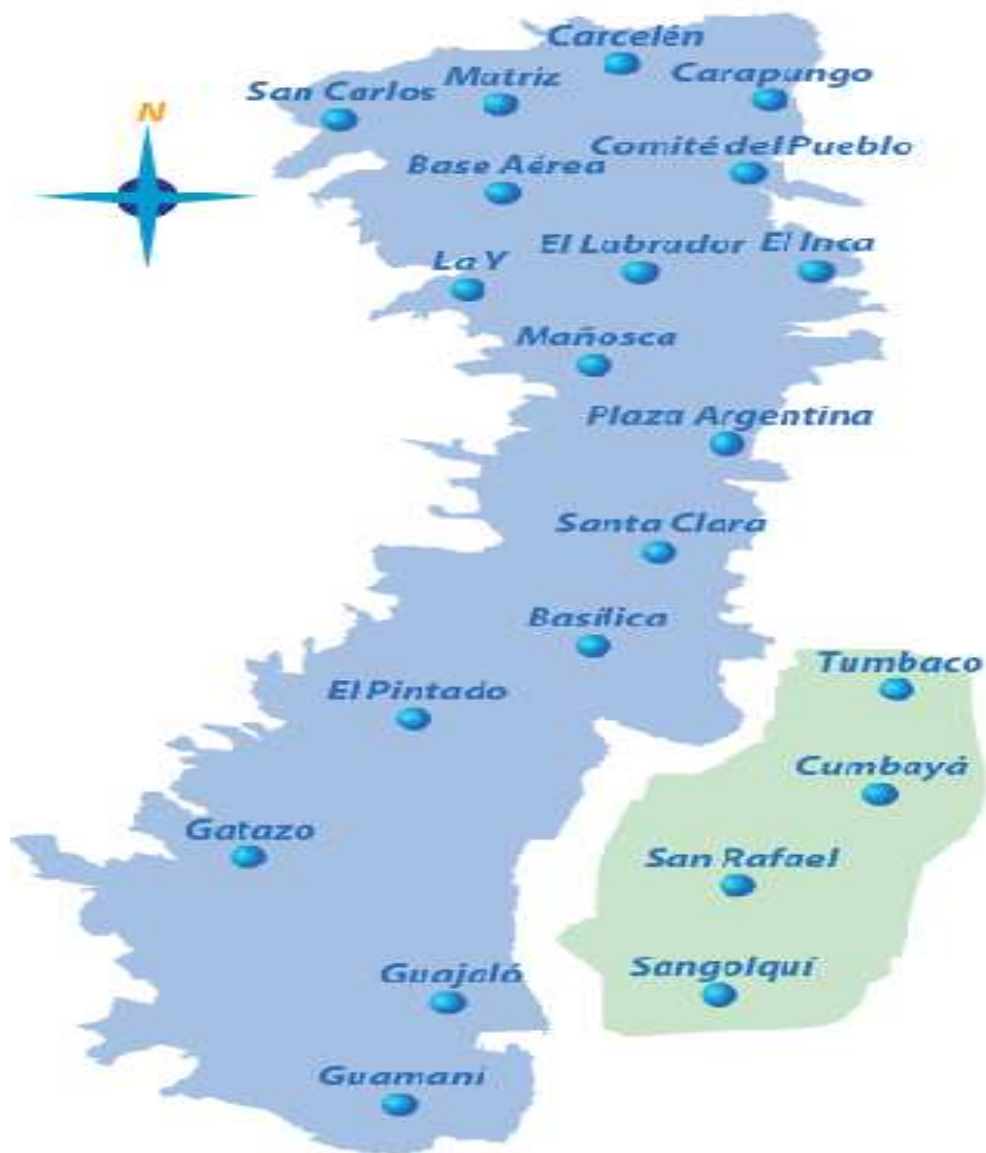 Carcelén
Matriz
Carapungo
San Carlos
N
Comité del Pueblo
Base Aérea
El Labrador
El Inca
La Y
Mañosca
Plaza Argentina
Santa Clara
Basílica
Tumbaco
El Pintado
Cumbayá
Gatazo
San Rafael
Sangolquí
Guajaló
Guamaní